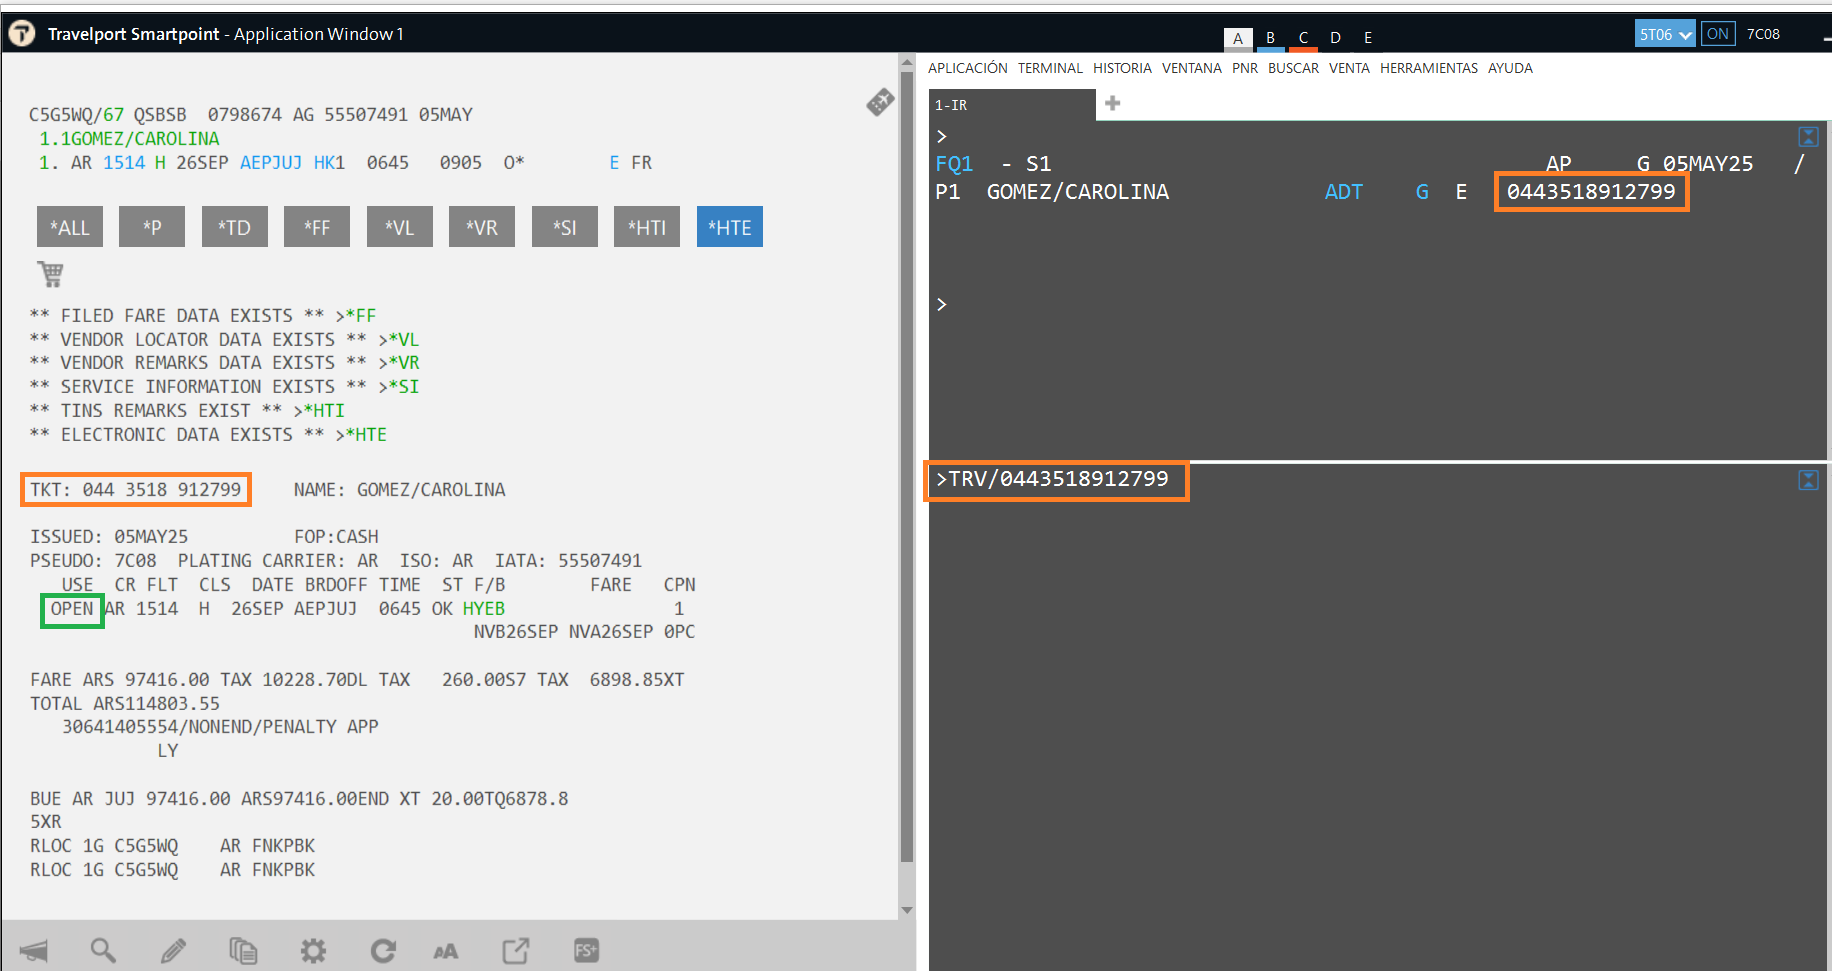 Travelport Smartpoint - Application Window 1
A B C D E
5T06 ON 7C08
C5G5WQ/67 QSBSB 0798674 AG 55507491 05MAY
1.1GOMEZ/CAROLINA
1. AR 1514 H 26SEP AEPJUJ HK1 0645 0905 O* E FR
*ALL *P *TD *FF *VL *VR *SI *HTI *HTE
** FILED FARE DATA EXISTS ** >*FF
** VENDOR LOCATOR DATA EXISTS ** >*VL
** VENDOR REMARKS DATA EXISTS ** >*VR
** SERVICE INFORMATION EXISTS ** >*SI
** TINS REMARKS EXIST ** >*HTI
** ELECTRONIC DATA EXISTS ** >*HTE
TKT: 044 3518 912799 NAME: GOMEZ/CAROLINA
ISSUED: 05MAY25 FOP:CASH
PSEUDO: 7C08 PLATING CARRIER: AR ISO: AR IATA: 55507491
USE CR FLT CLS DATE BRDOFF TIME ST F/B FARE CPN
OPEN AR 1514 H 26SEP AEPJUJ 0645 OK HYEB 1
NVB26SEP NVA26SEP 0PC
FARE ARS 97416.00 TAX 10228.70DL TAX 260.00S7 TAX 6898.85XT
TOTAL ARS114803.55
30641405554/NONEND/PENALTY APP
LY
BUE AR JUJ 97416.00 ARS97416.00END XT 20.00TQ6878.8
5XR
RLOC 1G C5G5WQ AR FNKPBK
RLOC 1G C5G5WQ AR FNKPBK
AA
FS+
APLICACIÓN TERMINAL HISTORIA VENTANA PNR BUSCAR VENTA HERRAMIENTAS AYUDA
1-IR
>
FQ1 - S1 AP G 05MAY25 /
P1 GOMEZ/CAROLINA ADT G E 0443518912799
>
>TRV/0443518912799